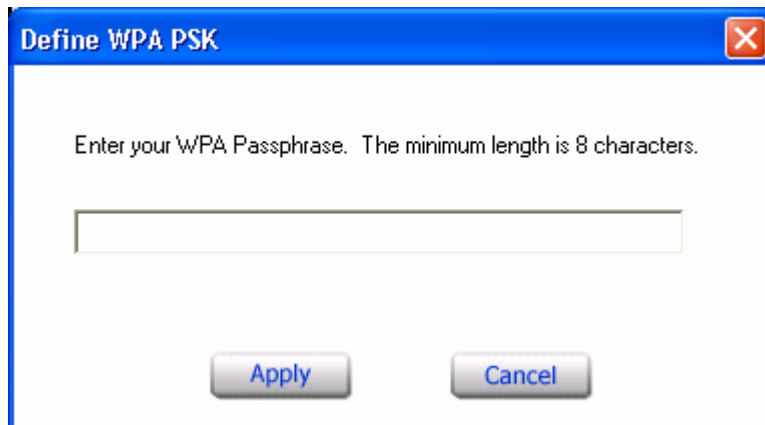 Define WPA PSK
Enter your WPA Passphrase. The minimum length is 8 characters.
Apply
Cancel